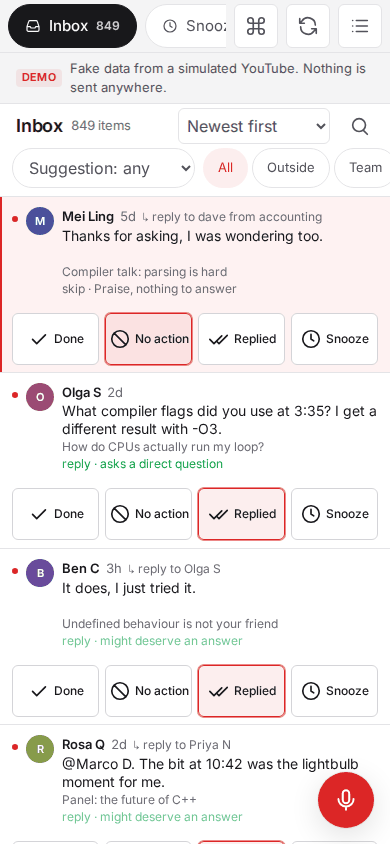 Inbox 849
Snooz
DEMO Fake data from a simulated YouTube. Nothing is
sent anywhere.
Inbox 849 items
Newest first
Suggestion: any
All
Outside
Team
M Mei Ling 5d ↳ reply to dave from accounting
Thanks for asking, I was wondering too.
Compiler talk: parsing is hard
skip · Praise, nothing to answer
Done No action Replied Snooze
O Olga S 2d
What compiler flags did you use at 3:35? I get a
different result with -O3.
How do CPUs actually run my loop?
reply · asks a direct question
Done No action Replied Snooze
B Ben C 3h ↳ reply to Olga S
It does, I just tried it.
Undefined behaviour is not your friend
reply · might deserve an answer
Done No action Replied Snooze
R Rosa Q 2d ↳ reply to Priya N
@Marco D. The bit at 10:42 was the lightbulb
moment for me.
Panel: the future of C++
reply · might deserve an answer